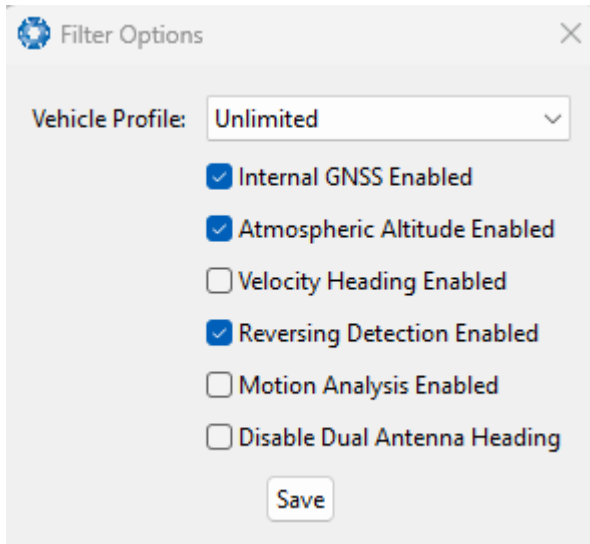 Filter Options
Vehicle Profile: Unlimited
Internal GNSS Enabled
Atmospheric Altitude Enabled
Velocity Heading Enabled
Reversing Detection Enabled
Motion Analysis Enabled
Disable Dual Antenna Heading
Save